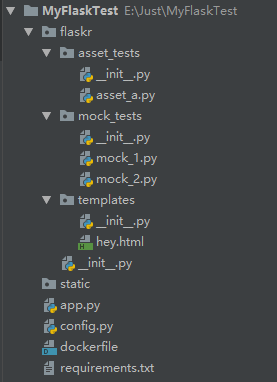 MyFlaskTest E:\Just\MyFlaskTest
flaskr
asset_tests
__init__.py
asset_a.py
mock_tests
__init__.py
mock_1.py
mock_2.py
templates
__init__.py
hey.html
__init__.py
static
app.py
config.py
dockerfile
requirements.txt